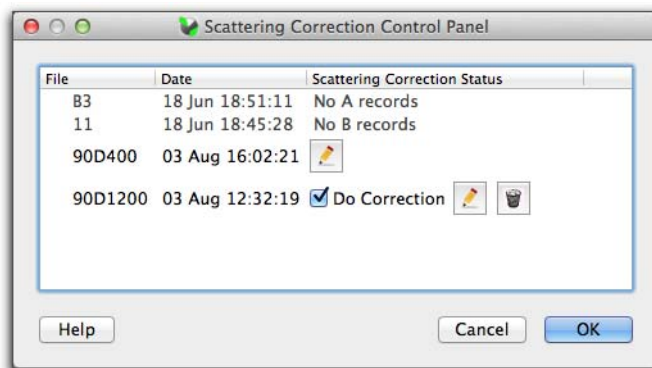 Scattering Correction Control Panel
File Date Scattering Correction Status
B3 18 Jun 18:51:11 No A records
11 18 Jun 18:45:28 No B records
90D400 03 Aug 16:02:21
90D1200 03 Aug 12:32:19 Do Correction
Help Cancel OK